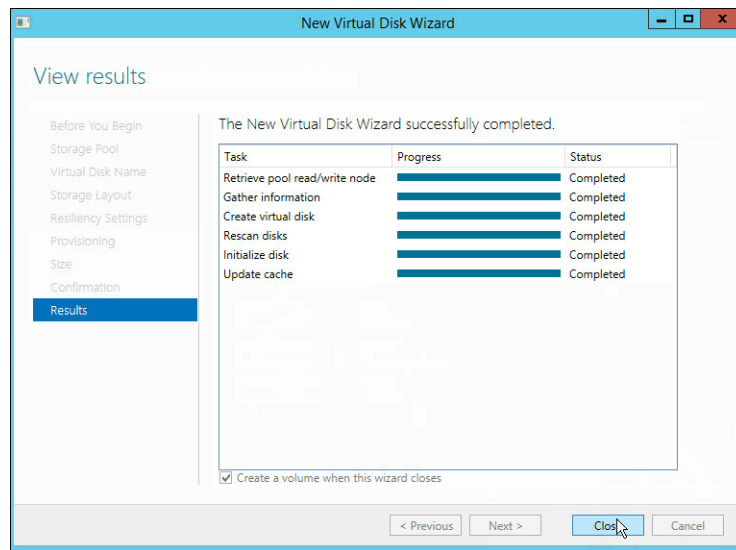 New Virtual Disk Wizard
View results
Before You Begin
Storage Pool
Virtual Disk Name
Storage Layout
Resiliency Settings
Provisioning
Size
Confirmation
Results
The New Virtual Disk Wizard successfully completed.
Task Progress Status
Retrieve pool read/write node Completed
Gather information Completed
Create virtual disk Completed
Rescan disks Completed
Initialize disk Completed
Update cache Completed
Create a volume when this wizard closes
< Previous Next > Close Cancel